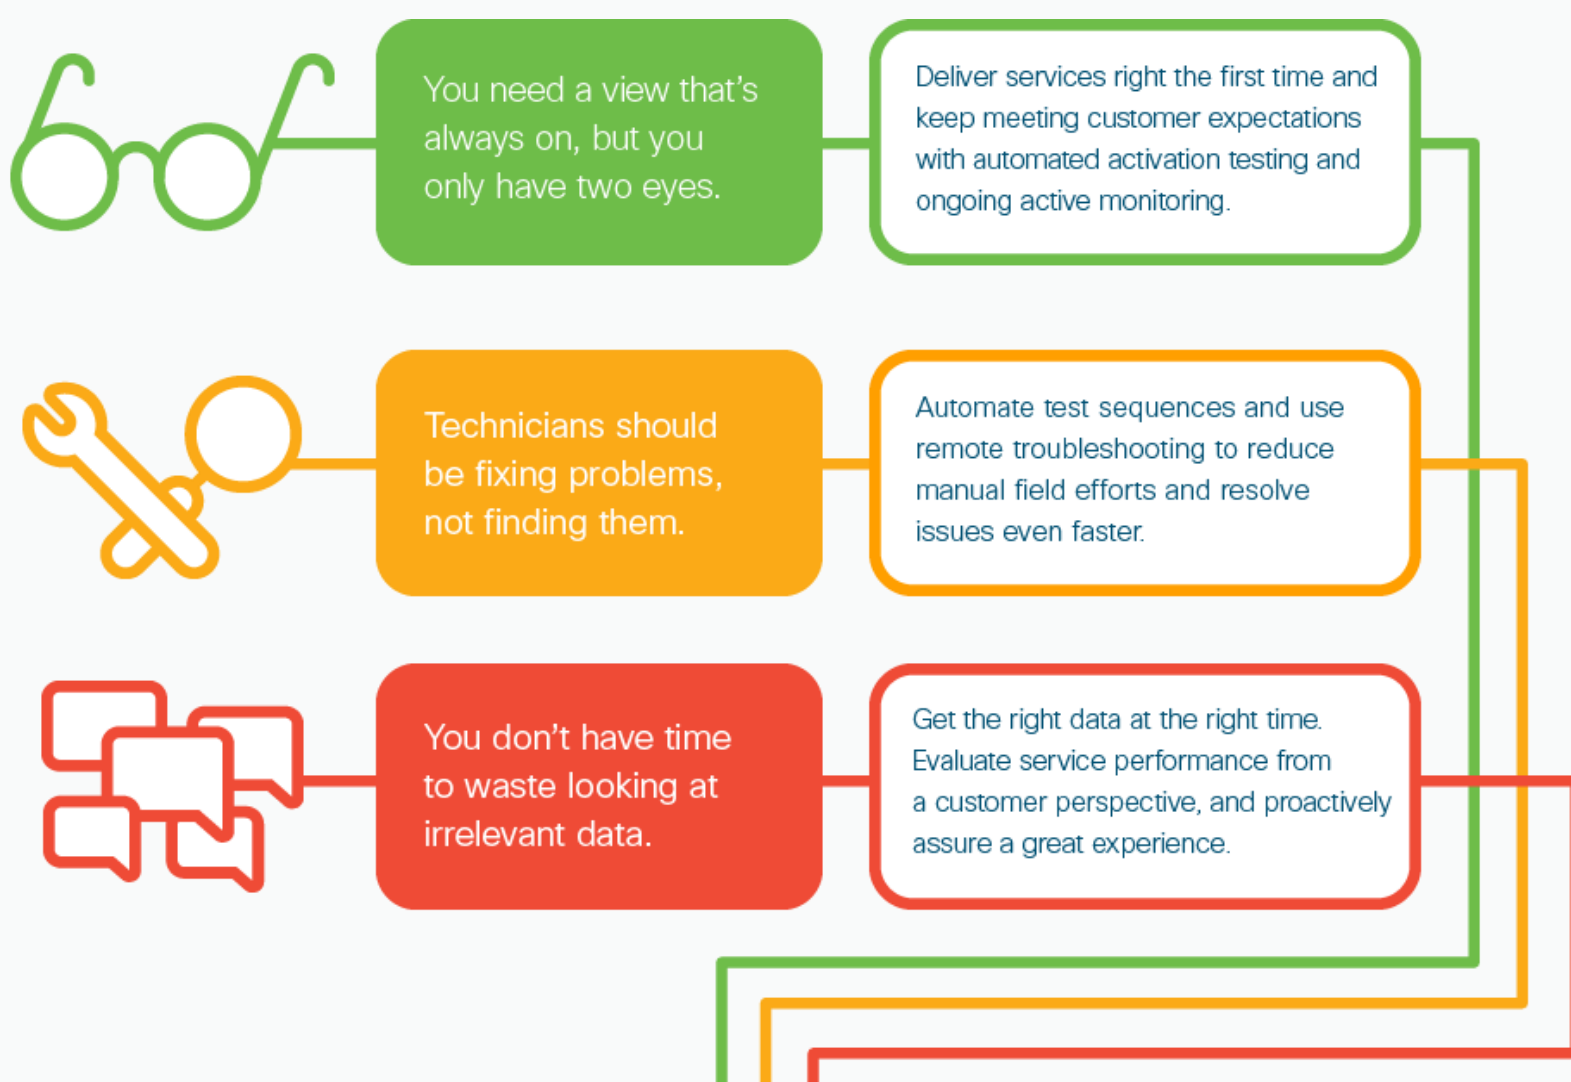 You need a view that's
always on, but you
only have two eyes.
Deliver services right the first time and
keep meeting customer expectations
with automated activation testing and
ongoing active monitoring.
Technicians should
be fixing problems,
not finding them.
Automate test sequences and use
remote troubleshooting to reduce
manual field efforts and resolve
issues even faster.
You don't have time
to waste looking at
irrelevant data.
Get the right data at the right time.
Evaluate service performance from
a customer perspective, and proactively
assure a great experience.